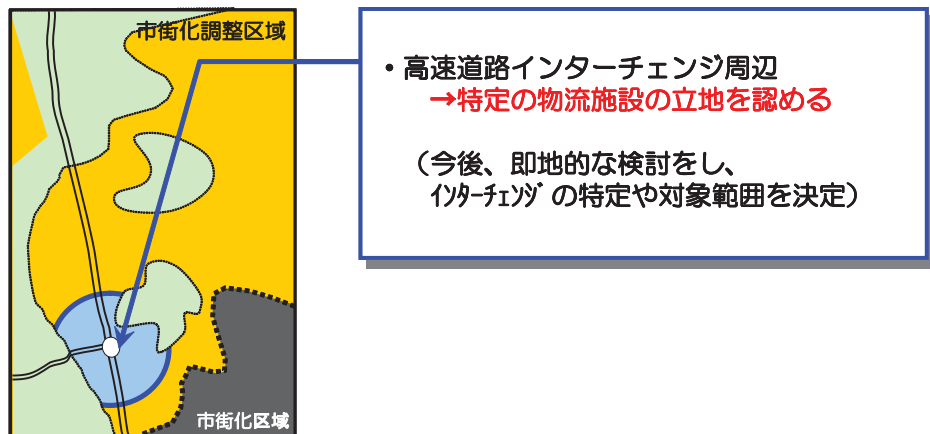 市街化調整区域
・高速道路インターチェンジ周辺
→特定の物流施設の立地を認める
（今後、即地的な検討をし、
ｲﾝﾀｰﾁｪﾝｼﾞの特定や対象範囲を決定）
市街化区域